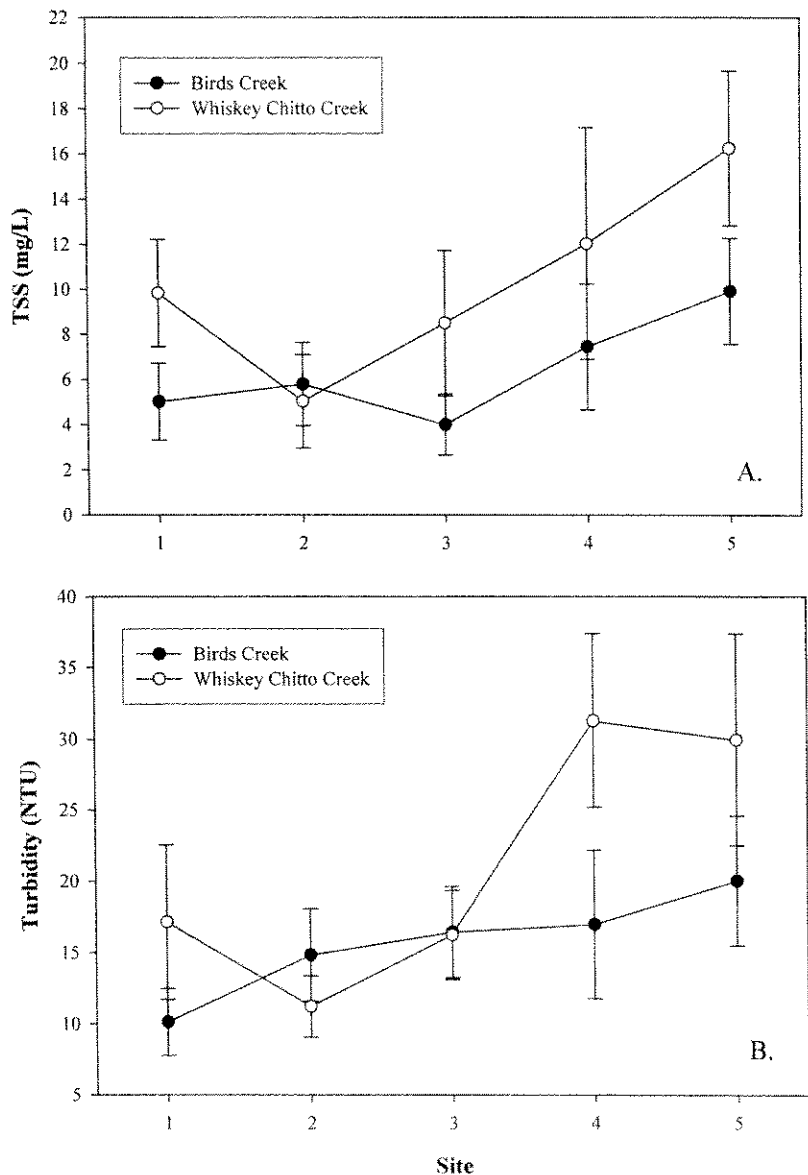 22
20
18
16
14
12
10
8
6
4
2
0
TSS (mg/L)
Birds Creek
Whiskey Chitto Creek
A.
1 2 3 4 5
40
35
30
25
20
15
10
5
Turbidity (NTU)
Birds Creek
Whiskey Chitto Creek
B.
1 2 3 4 5
Site